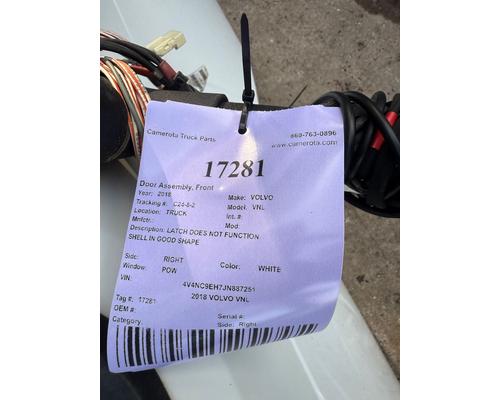 Camerota Truck Parts 860-763-0896
www.camerota.com
17281
Door Assembly, Front
Year: 2018 Make: VOLVO
Tracking #: C24-8-2 Model: VNL
Location: TRUCK Int.#:
Mnfctr.: Mod:
Description: LATCH DOES NOT FUNCTION
SHELL IN GOOD SHAPE
Side: RIGHT Color: WHITE
Window: POW
VIN: 4V4NC9EH7JN887251
Tag #: 17281 2018 VOLVO VNL
OEM #: Serial #:
Category: Side: Right